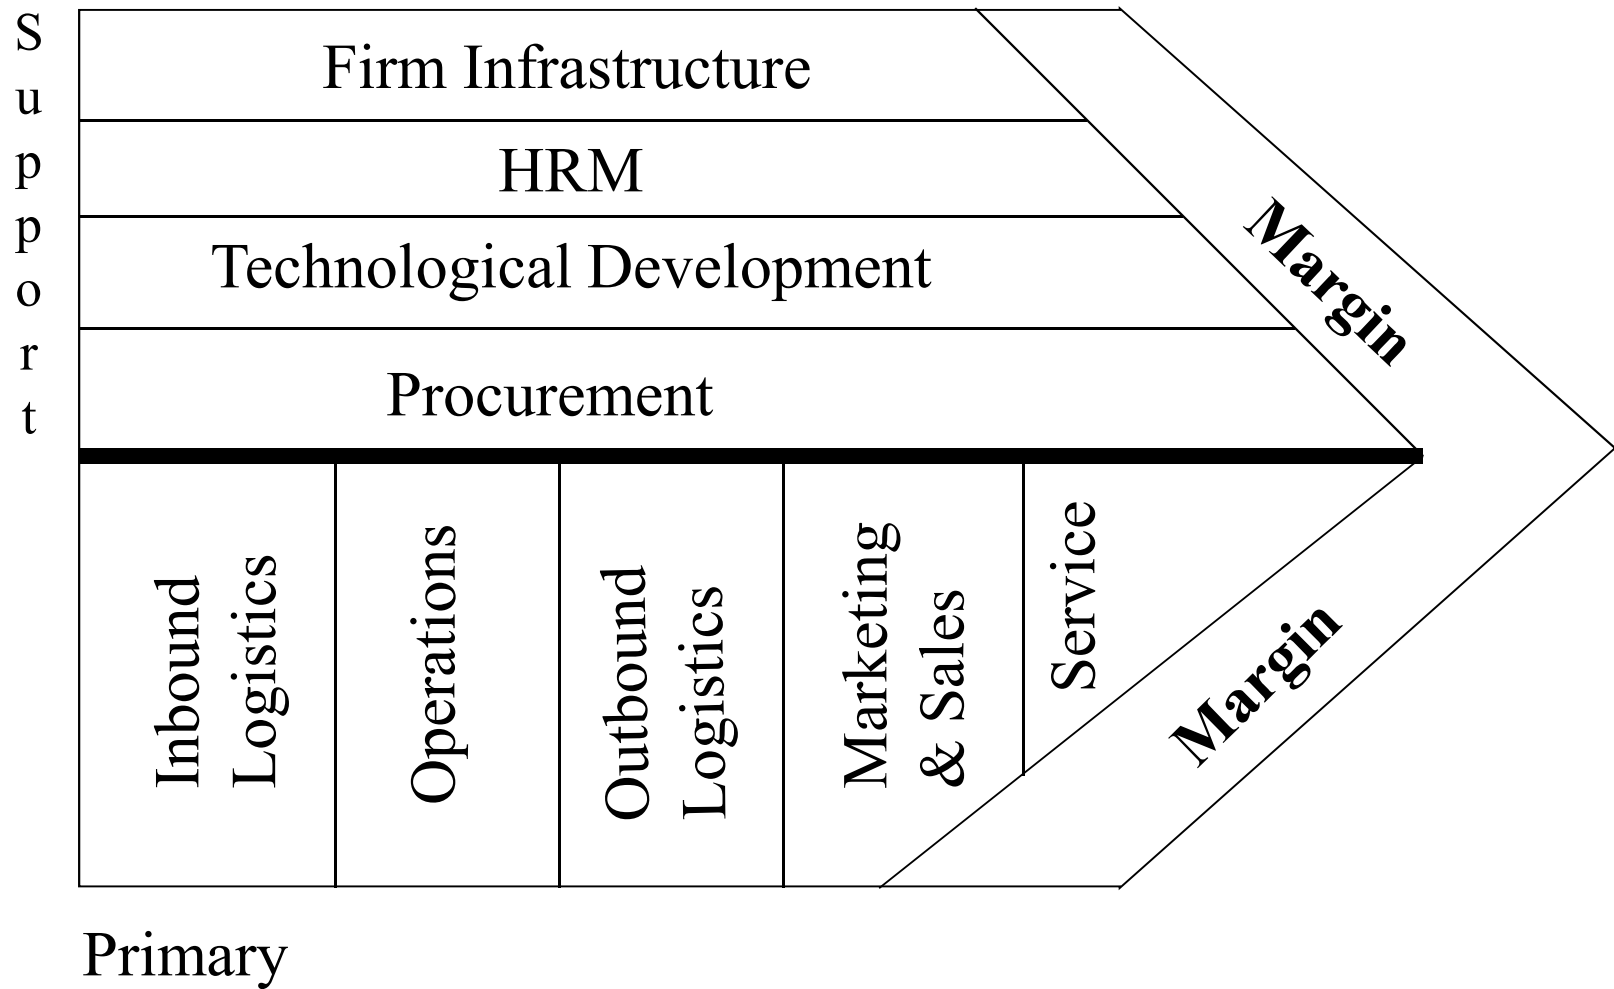 Support
Firm Infrastructure
HRM
Technological Development
Procurement
Margin
Inbound
Logistics
Operations
Outbound
Logistics
Marketing
& Sales
Service
Margin
Primary